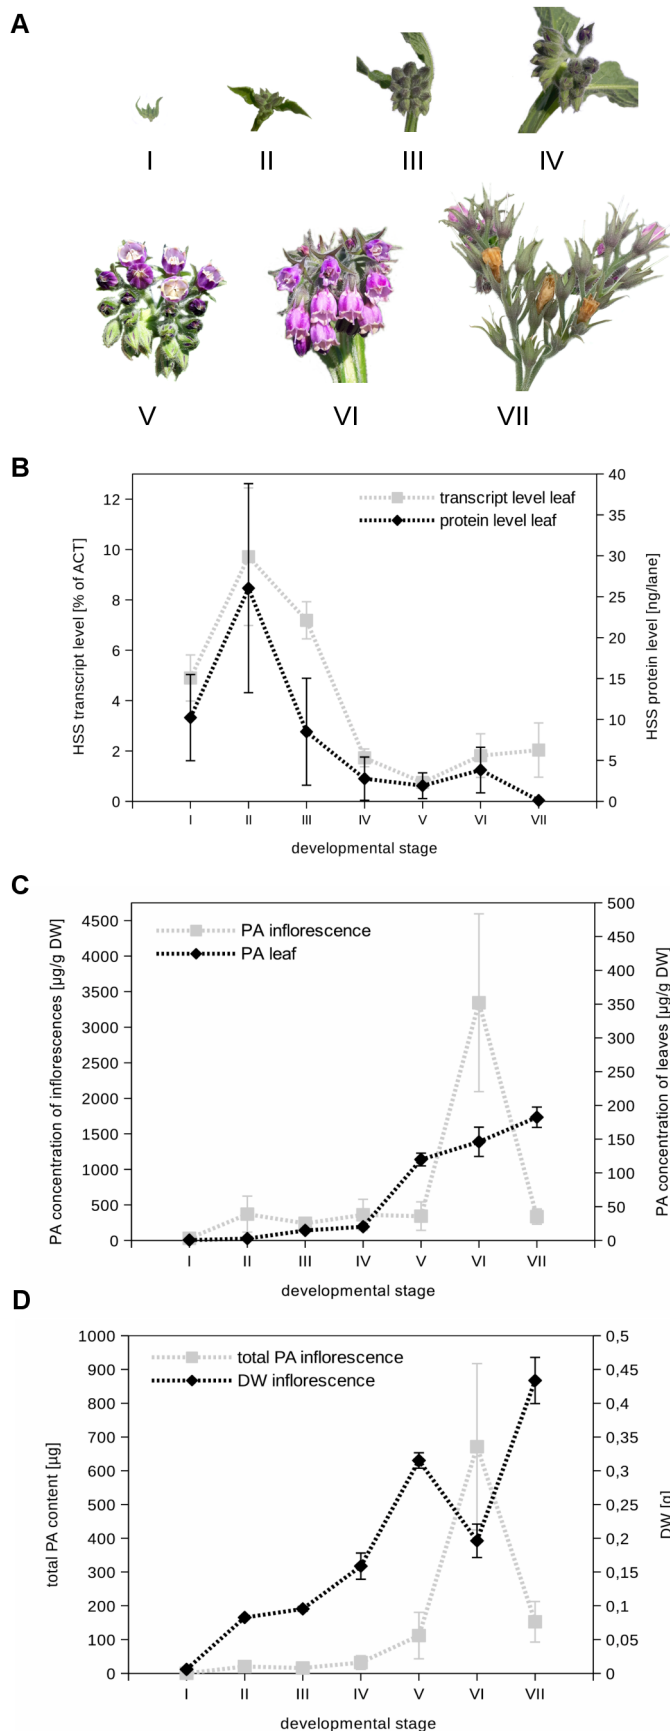 A
I II III IV
V VI VII
B
HSS transcript level [% of ACT]
12
10
8
6
4
2
0
transcript level leaf
protein level leaf
40
35
30
25
20
15
10
5
0
HSS protein level [ng/lane]
I II III IV V VI VII
developmental stage
C
PA concentration of inflorescences [µg/g DW]
4500
4000
3500
3000
2500
2000
1500
1000
500
0
PA inflorescence
PA leaf
500
450
400
350
300
250
200
150
100
50
0
PA concentration of leaves [µg/g DW]
I II III IV V VI VII
developmental stage
D
total PA content [µg]
1000
900
800
700
600
500
400
300
200
100
0
total PA inflorescence
DW inflorescence
0,5
0,45
0,4
0,35
0,3
0,25
0,2
0,15
0,1
0,05
0
DW [g]
I II III IV V VI VII
developmental stage